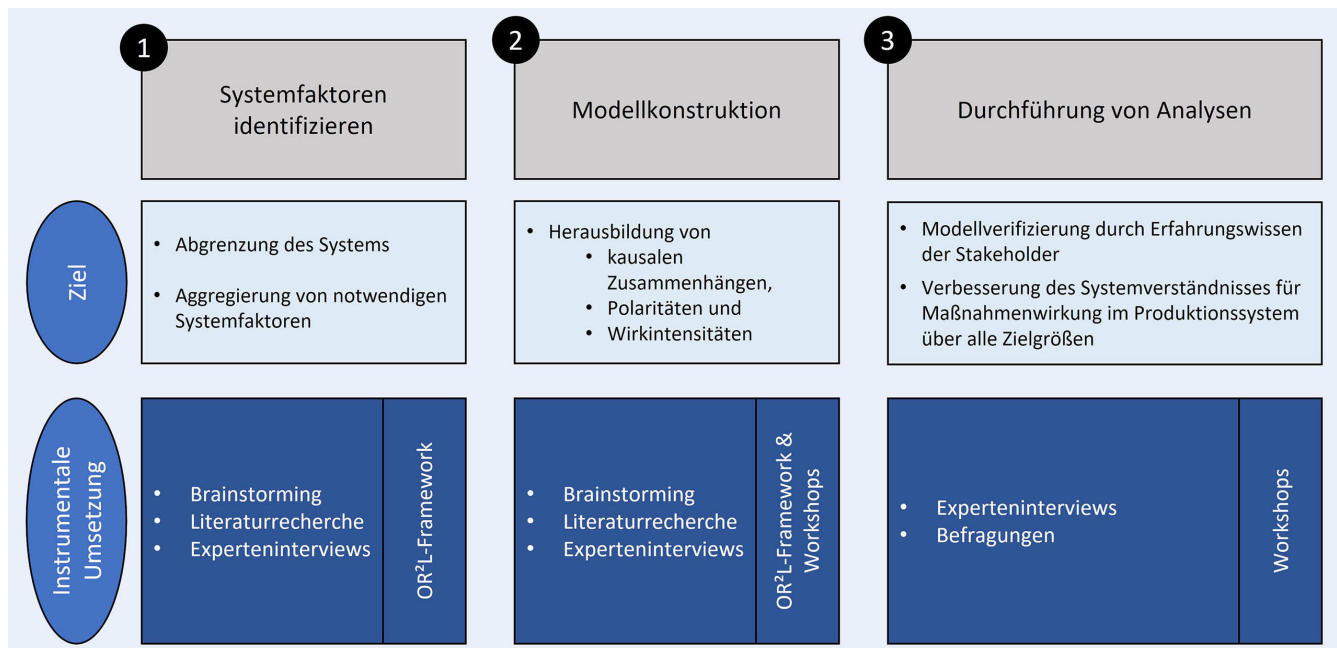 1
Systemfaktoren
identifizieren
2
Modellkonstruktion
3
Durchführung von Analysen
Ziel
• Abgrenzung des Systems
• Aggregierung von notwendigen
Systemfaktoren
• Herausbildung von
• kausalen
Zusammenhängen,
• Polaritäten und
• Wirkintensitäten
• Modellverifizierung durch Erfahrungswissen
der Stakeholder
• Verbesserung des Systemverständnisses für
Maßnahmenwirkung im Produktionssystem
über alle Zielgrößen
Instrumentale
Umsetzung
• Brainstorming
• Literaturrecherche
• Experteninterviews
OR²L-Framework
• Brainstorming
• Literaturrecherche
• Experteninterviews
OR²L-Framework &
Workshops
• Experteninterviews
• Befragungen
Workshops